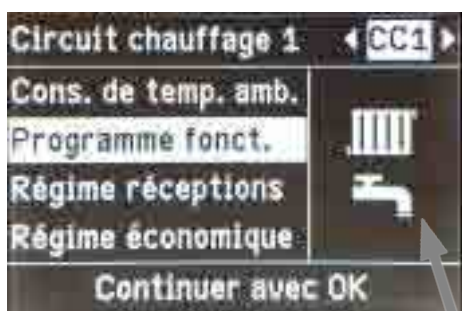 Circuit chauffage 1 CC1
Cons. de temp. amb.
Programme fonct.
Régime réceptions
Régime économique
Continuer avec OK